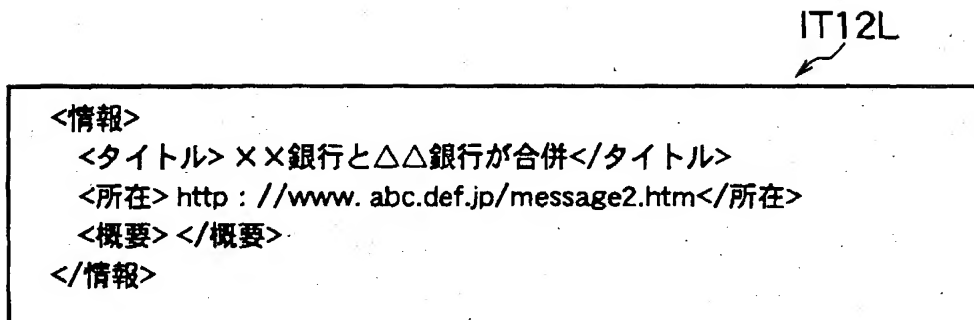 IT12L
<情報>
<タイトル>××銀行と△△銀行が合併</タイトル>
<所在> http : //www. abc.def.jp/message2.htm</所在>
<概要> </概要>
</情報>